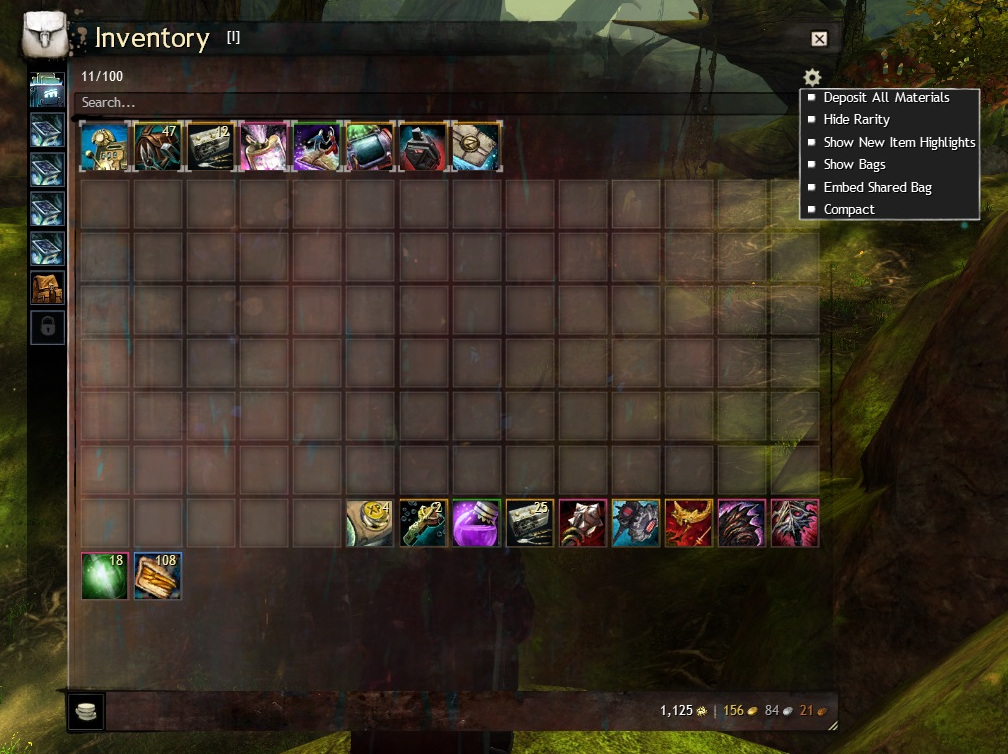 Inventory [I]
11/100
Search...
Deposit All Materials
Hide Rarity
Show New Item Highlights
Show Bags
Embed Shared Bag
Compact
47 12
2 25
18 108
1,125 | 156 84 21